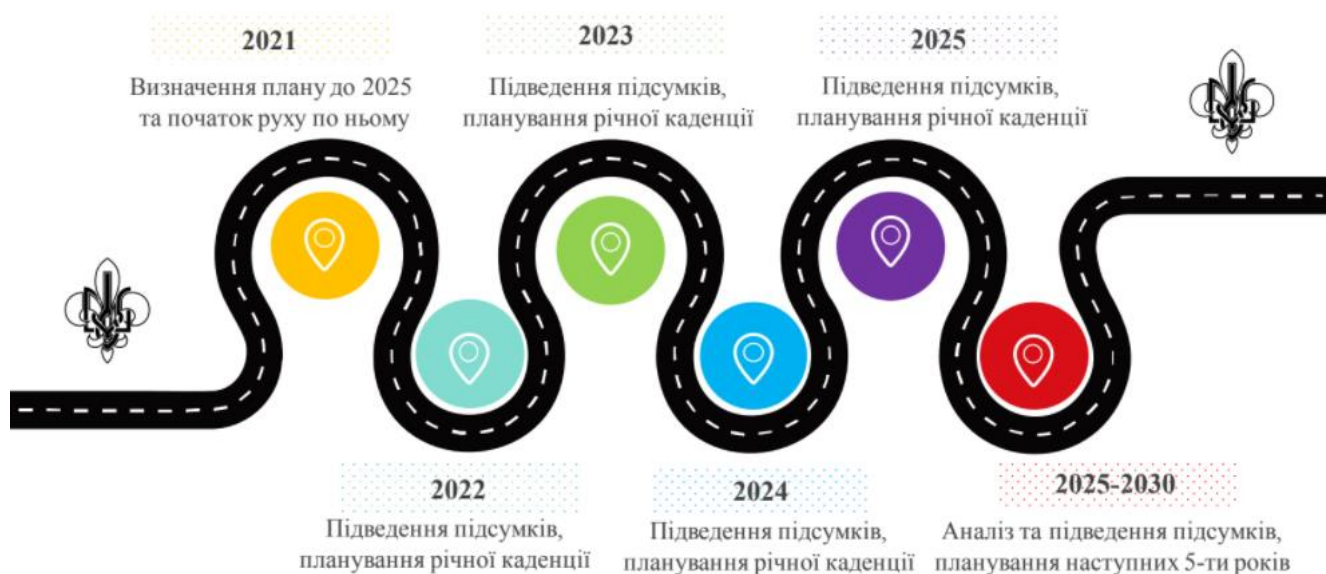 2021
Визначення плану до 2025
та початок руху по ньому
2022
Підведення підсумків,
планування річної каденції
2023
Підведення підсумків,
планування річної каденції
2024
Підведення підсумків,
планування річної каденції
2025
Підведення підсумків,
планування річної каденції
2025-2030
Аналіз та підведення підсумків,
планування наступних 5-ти років